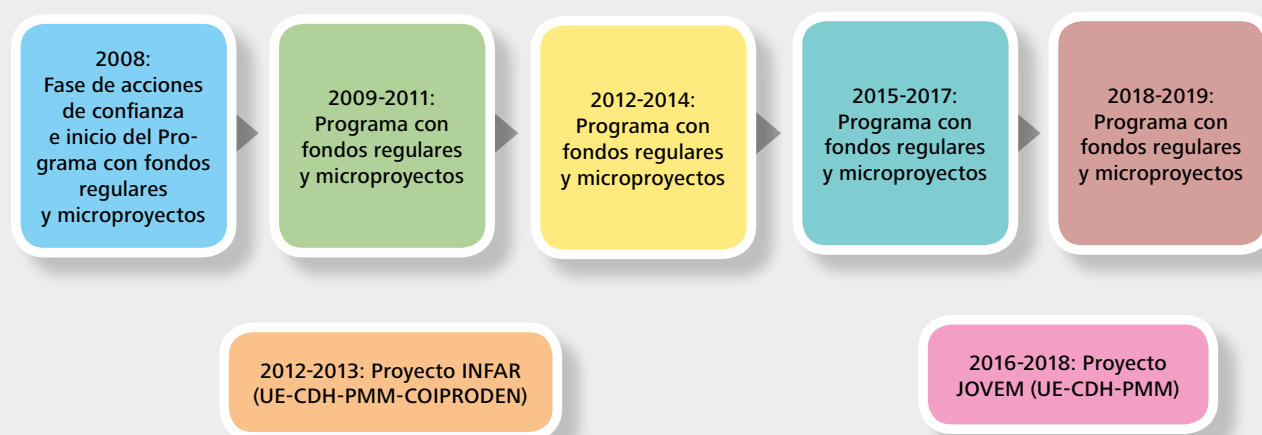 2008:
Fase de acciones
de confianza
e inicio del Pro-
grama con fondos
regulares
y microproyectos
2009-2011:
Programa con
fondos regulares
y microproyectos
2012-2014:
Programa con
fondos regulares
y microproyectos
2015-2017:
Programa con
fondos regulares
y microproyectos
2018-2019:
Programa con
fondos regulares
y microproyectos
2012-2013: Proyecto INFAR
(UE-CDH-PMM-COIPRODEN)
2016-2018: Proyecto
JOVEM (UE-CDH-PMM)